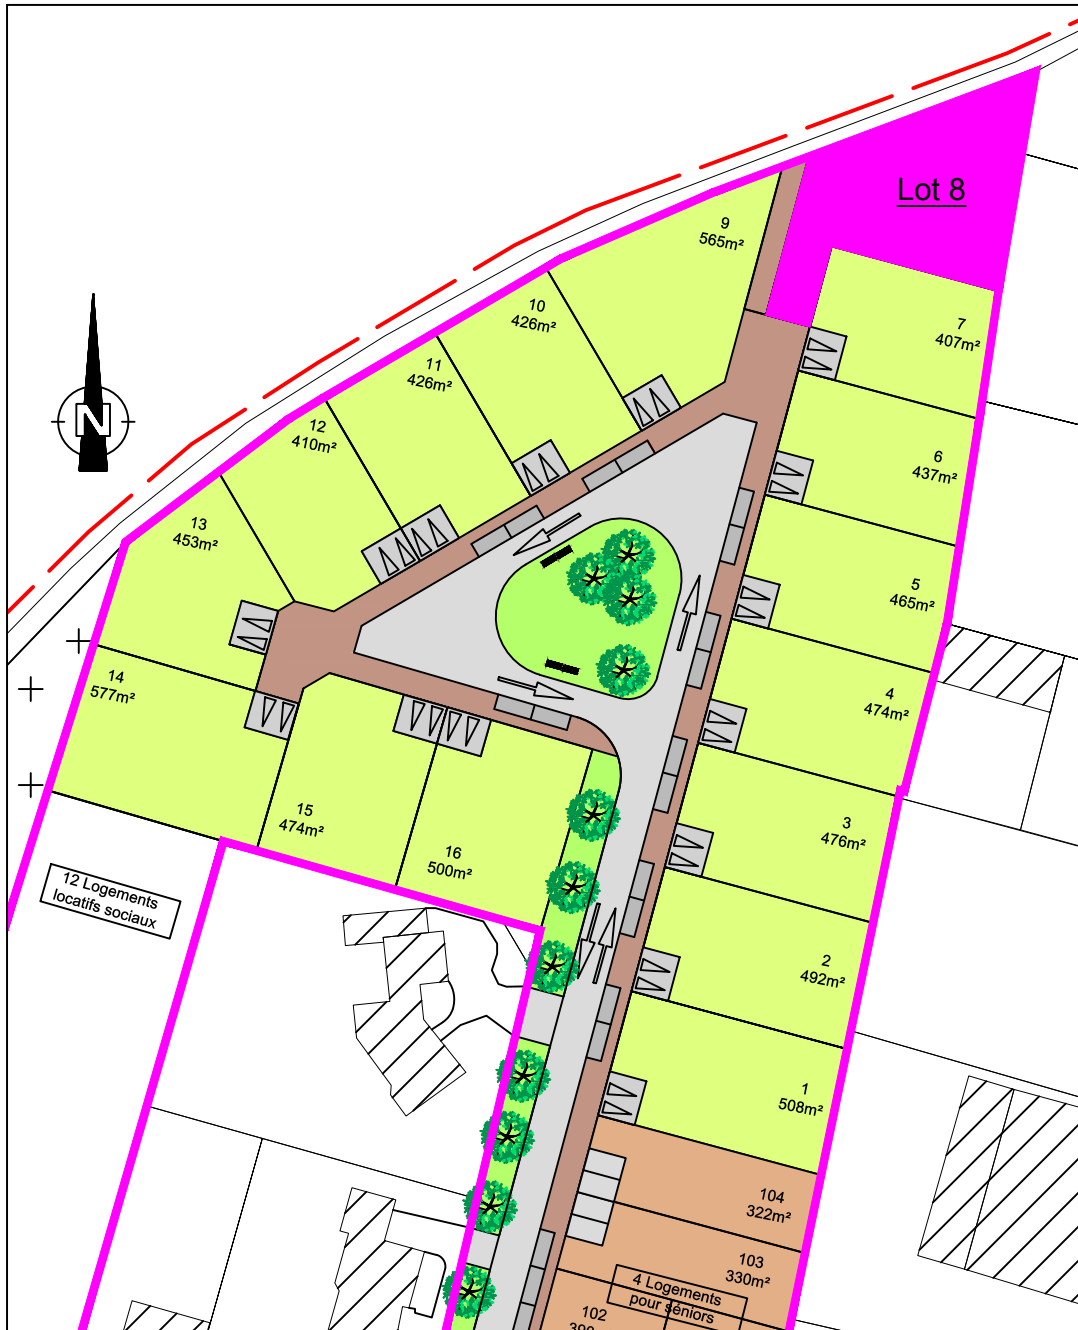 Lot 8
9
565m²
10
426m²
7
407m²
11
426m²
N
12
410m²
6
437m²
13
453m²
5
465m²
14
577m²
4
474m²
15
474m²
3
476m²
16
500m²
12 Logements
locatifs sociaux
2
492m²
1
508m²
104
322m²
103
330m²
4 Logements
pour séniors
102